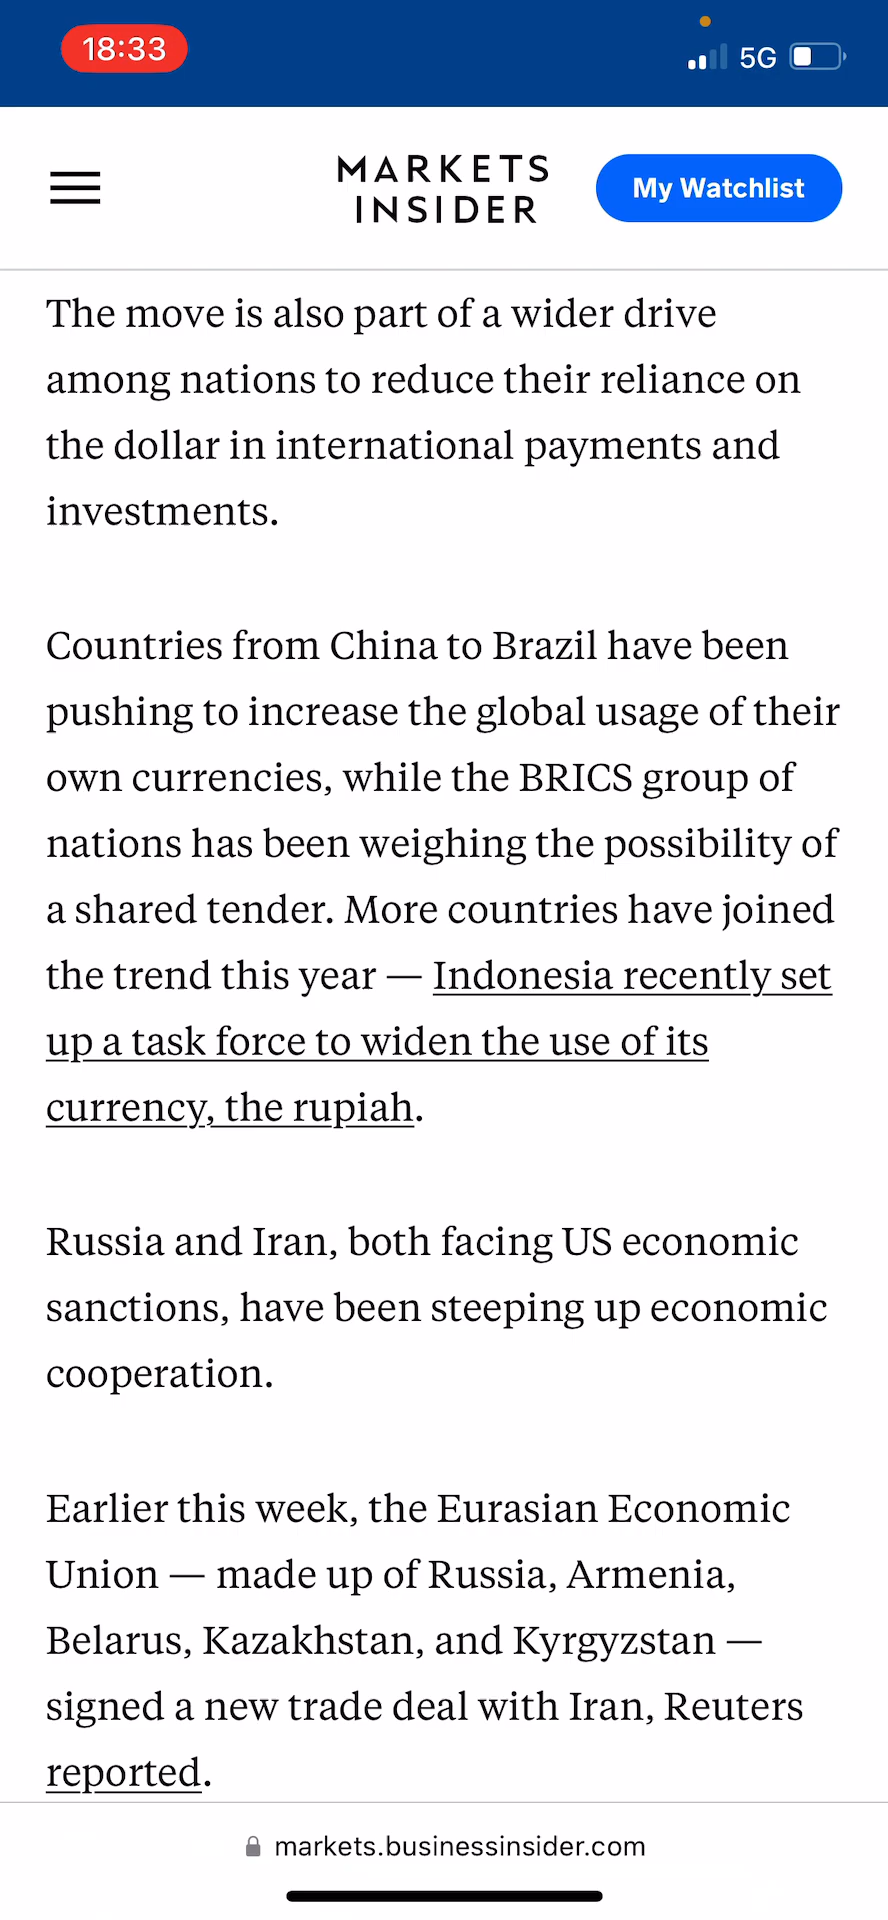 18:33
5G
MARKETS
INSIDER
My Watchlist
The move is also part of a wider drive
among nations to reduce their reliance on
the dollar in international payments and
investments.
Countries from China to Brazil have been
pushing to increase the global usage of their
own currencies, while the BRICS group of
nations has been weighing the possibility of
a shared tender. More countries have joined
the trend this year — Indonesia recently set
up a task force to widen the use of its
currency, the rupiah.
Russia and Iran, both facing US economic
sanctions, have been steeping up economic
cooperation.
Earlier this week, the Eurasian Economic
Union — made up of Russia, Armenia,
Belarus, Kazakhstan, and Kyrgyzstan —
signed a new trade deal with Iran, Reuters
reported.
markets.businessinsider.com